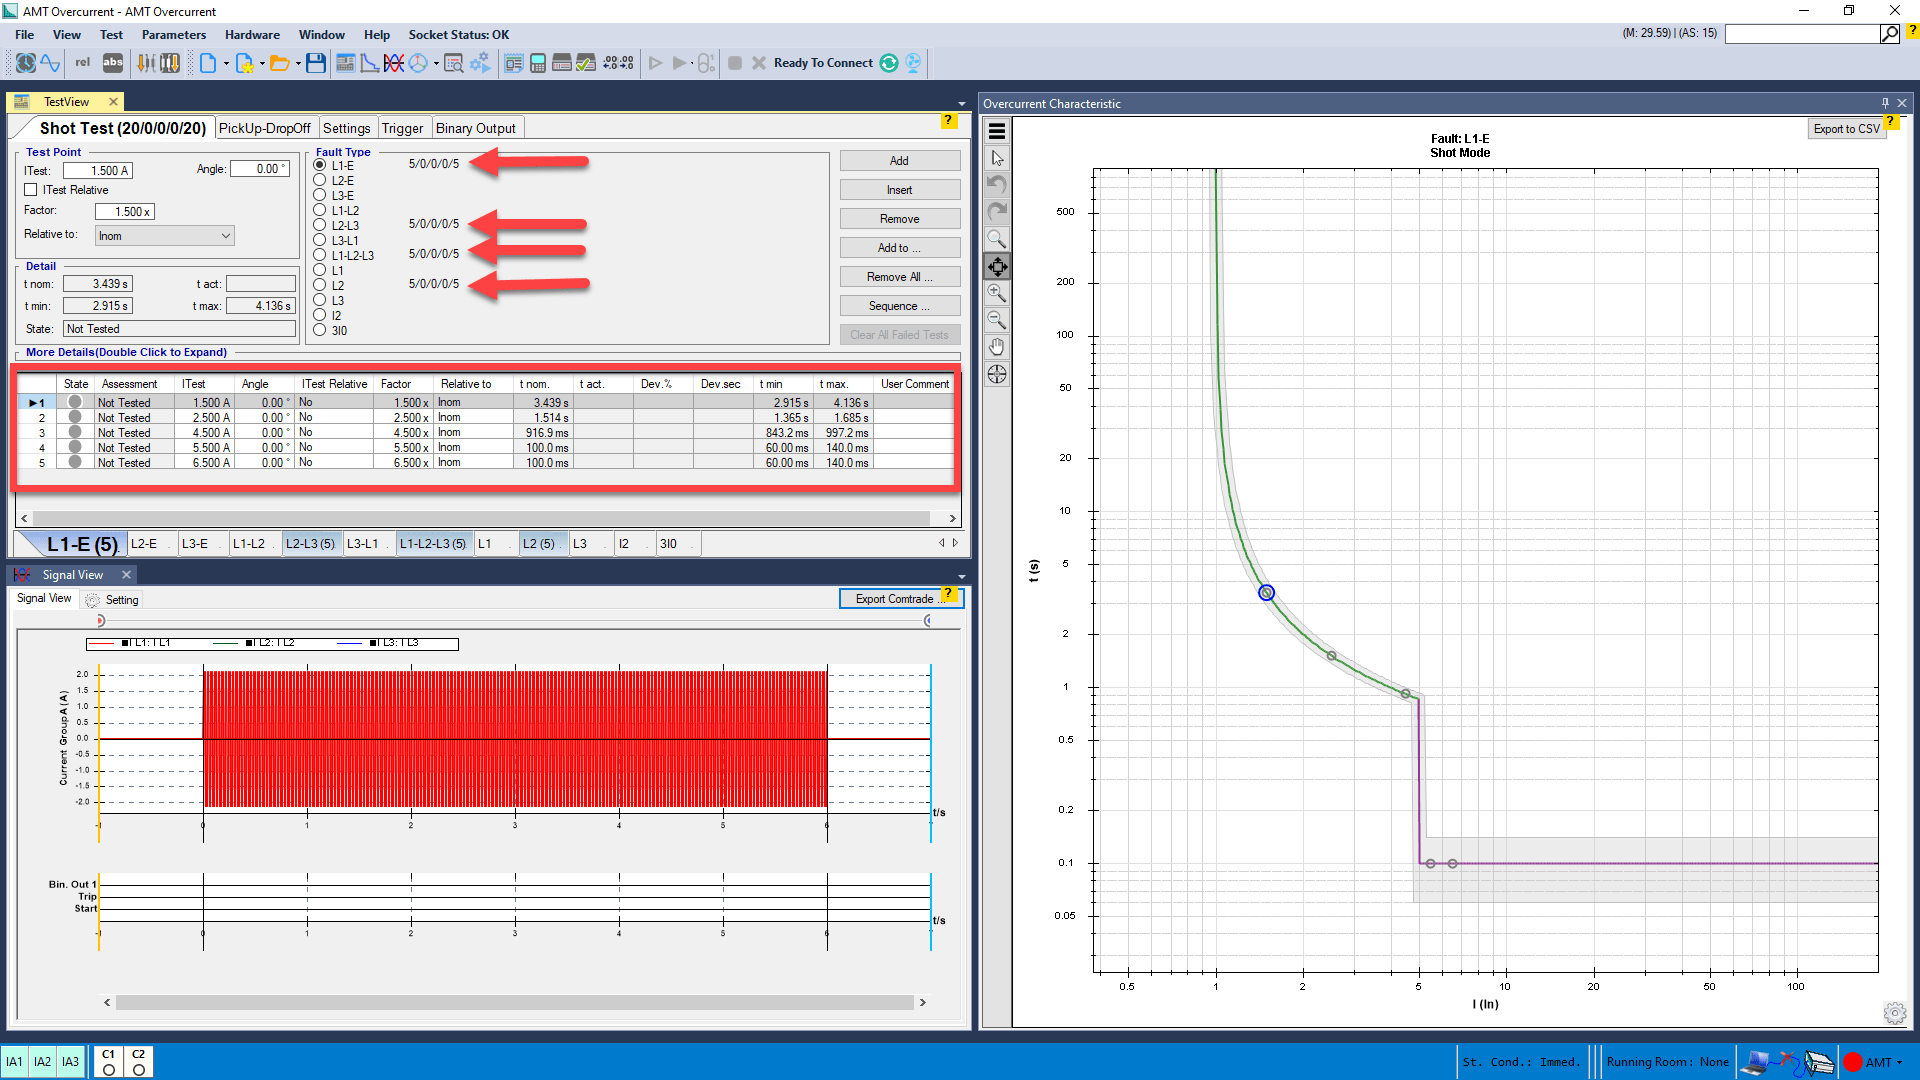 AMT Overcurrent - AMT Overcurrent
File View Test Parameters Hardware Window Help Socket Status: OK
(M: 29.59) | (AS: 15)
?
rel abs Ready To Connect
TestView
Shot Test (20/0/0/0/20) PickUp-DropOff Settings Trigger Binary Output
?
Test Point
ITest: 1.500 A Angle: 0.00 °
ITest Relative
Factor: 1.500 x
Relative to: Inom
Detail
t nom: 3.439 s t act:
t min: 2.915 s t max: 4.136 s
State: Not Tested
Fault Type
L1-E 5/0/0/0/5
L2-E
L3-E
L1-L2
L2-L3 5/0/0/0/5
L3-L1
L1-L2-L3 5/0/0/0/5
L1
L2 5/0/0/0/5
L3
I2
3I0
Add
Insert
Remove
Add to ...
Remove All ...
Sequence ...
Clear All Failed Tests
More Details(Double Click to Expand)
State Assessment ITest Angle ITest Relative Factor Relative to t nom. t act. Dev.% Dev.sec t min t max. User Comment
1 Not Tested 1.500 A 0.00 ° No 1.500 x Inom 3.439 s 2.915 s 4.136 s
2 Not Tested 2.500 A 0.00 ° No 2.500 x Inom 1.514 s 1.365 s 1.685 s
3 Not Tested 4.500 A 0.00 ° No 4.500 x Inom 916.9 ms 843.2 ms 997.2 ms
4 Not Tested 5.500 A 0.00 ° No 5.500 x Inom 100.0 ms 60.00 ms 140.0 ms
5 Not Tested 6.500 A 0.00 ° No 6.500 x Inom 100.0 ms 60.00 ms 140.0 ms
L1-E (5) L2-E L3-E L1-L2 L2-L3 (5) L3-L1 L1-L2-L3 (5) L1 L2 (5) L3 I2 3I0
Signal View
Signal View Setting
Export Comtrade ...
?
I L1: I L1 I L2: I L2 I L3: I L3
Current Group A (A)
2.0
1.5
1.0
0.5
0.0
-0.5
-1.0
-1.5
-2.0
t/s
-1 0 1 2 3 4 5 6
Bin. Out 1
Trip
Start
t/s
-1 0 1 2 3 4 5 6
Overcurrent Characteristic
Export to CSV
?
Fault: L1-E
Shot Mode
t (s)
500
200
100
50
20
10
5
2
1
0.5
0.2
0.1
0.05
0.5 1 2 5 10 20 50 100
I (In)
IA1 IA2 IA3 C1 C2
St. Cond.: Immed. Running Room: None AMT